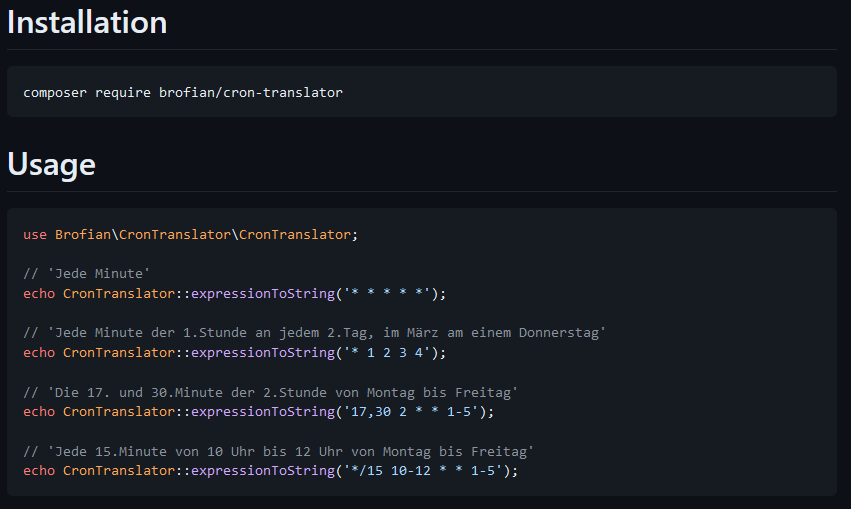 Installation
composer require brofian/cron-translator
Usage
use Brofian\CronTranslator\CronTranslator;
// 'Jede Minute'
echo CronTranslator::expressionToString('* * * * *');
// 'Jede Minute der 1.Stunde an jedem 2.Tag, im März am einem Donnerstag'
echo CronTranslator::expressionToString('* 1 2 3 4');
// 'Die 17. und 30.Minute der 2.Stunde von Montag bis Freitag'
echo CronTranslator::expressionToString('17,30 2 * * 1-5');
// 'Jede 15.Minute von 10 Uhr bis 12 Uhr von Montag bis Freitag'
echo CronTranslator::expressionToString('*/15 10-12 * * 1-5');